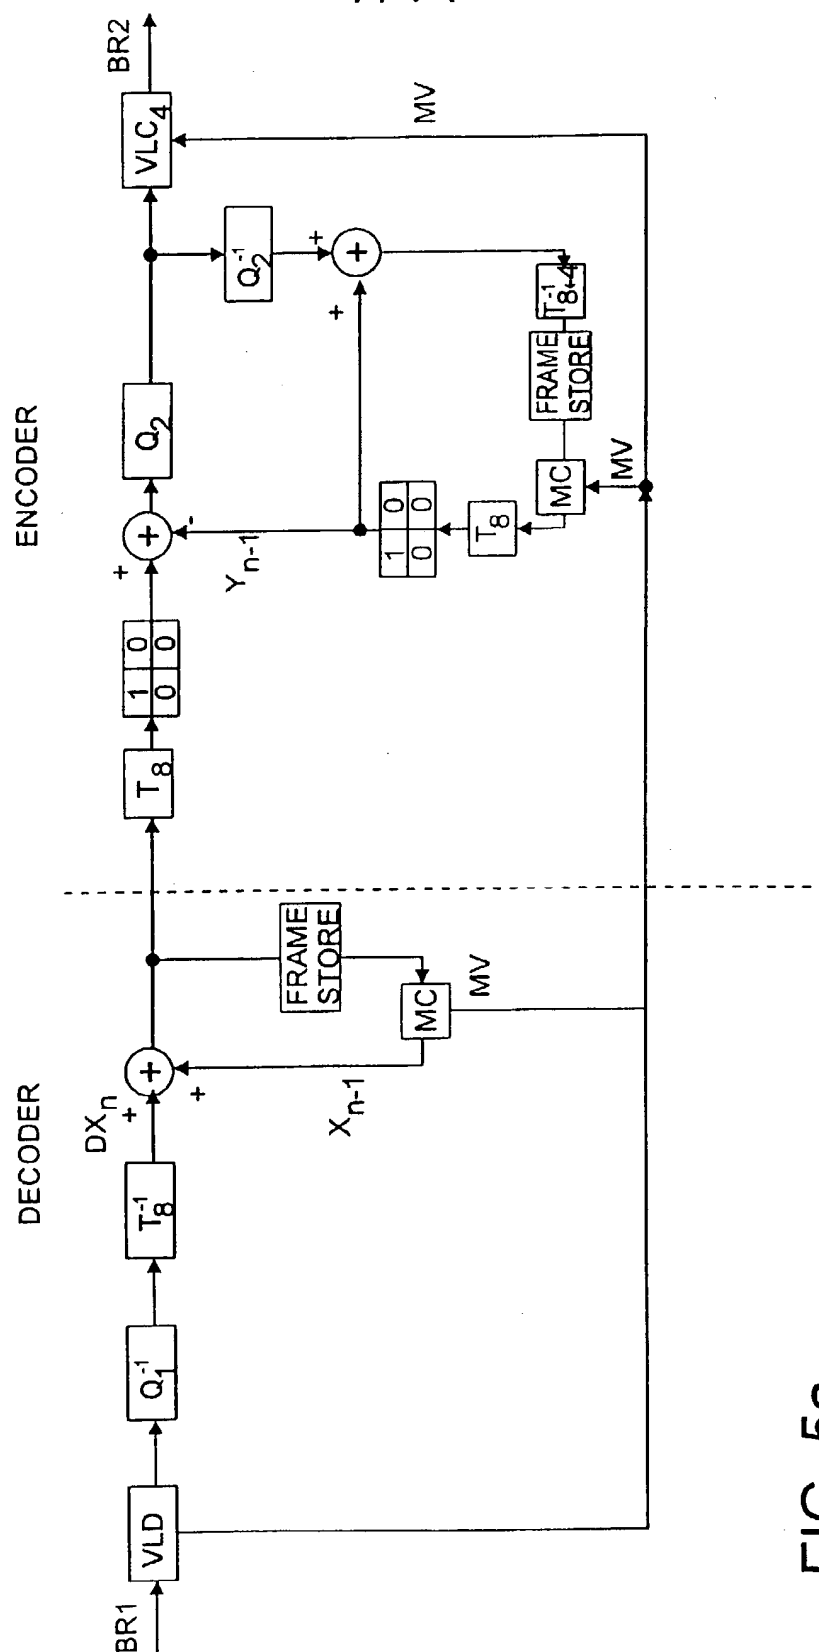 DECODER
ENCODER
BR1
VLD
Q₁⁻¹
T₈⁻¹
DXₙ
+
+
+
Xₙ₋₁
FRAME
STORE
MC
MV
T₈
1 0
0 0
+
+
-
Yₙ₋₁
Q₂
VLC₄
BR2
Q₂⁻¹
+
+
+
T⁻¹₈₋₄
FRAME
STORE
MC
MV
T₈
1 0
0 0
MV